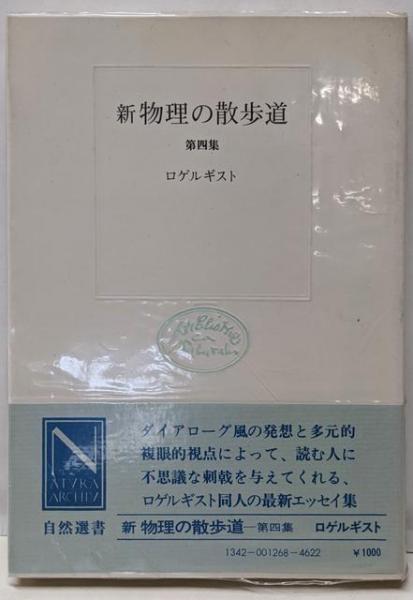 新 物理の散歩道
第四集
ロゲルギスト
ダイアローグ風の発想と多元的
複眼的視点によって、読む人に
不思議な刺戟を与えてくれる、
ロゲルギスト同人の最新エッセイ集
N
ATVKA
ARCHIV
自然選書
新 物理の散歩道―第四集 ロゲルギスト
1342-001268-4622 ¥1000